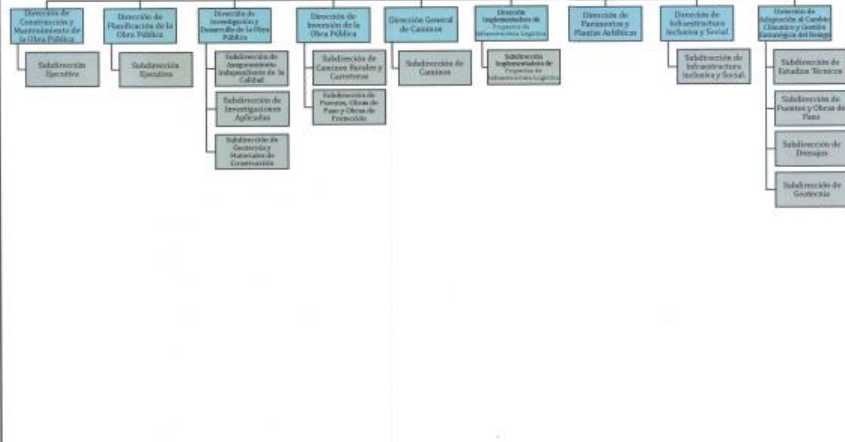 Dirección de
Construcción y
Mantenimiento de
la Obra Pública
Subdirección
Ejecutiva
Dirección de
Planificación de la
Obra Pública
Subdirección
Ejecutiva
Dirección de
Investigación y
Desarrollo de la Obra
Pública
Subdirección de
Aseguramiento
Independiente de la
Calidad
Subdirección de
Investigaciones
Aplicadas
Subdirección de
Geotecnia y
Materiales de
Construcción
Dirección de
Inversión de la
Obra Pública
Subdirección de
Caminos Rurales y
Carreteras
Subdirección de
Puentes, Obras de
Paso y Obras de
Protección
Dirección General
de Caminos
Subdirección de
Caminos
Dirección
Implementadora de
Proyectos de
Infraestructura Logística
Subdirección
Implementadora de
Proyectos de
Infraestructura Logística
Dirección de
Pavimentos y
Plantas Asfálticas
Dirección de
Infraestructura
Inclusiva y Social
Subdirección de
Infraestructura
Inclusiva y Social
Dirección de
Adaptación al Cambio
Climático y Gestión
Estratégica del Riesgo
Subdirección de
Estudios Técnicos
Subdirección de
Puentes y Obras de
Paso
Subdirección de
Drenajes
Subdirección de
Geotecnia